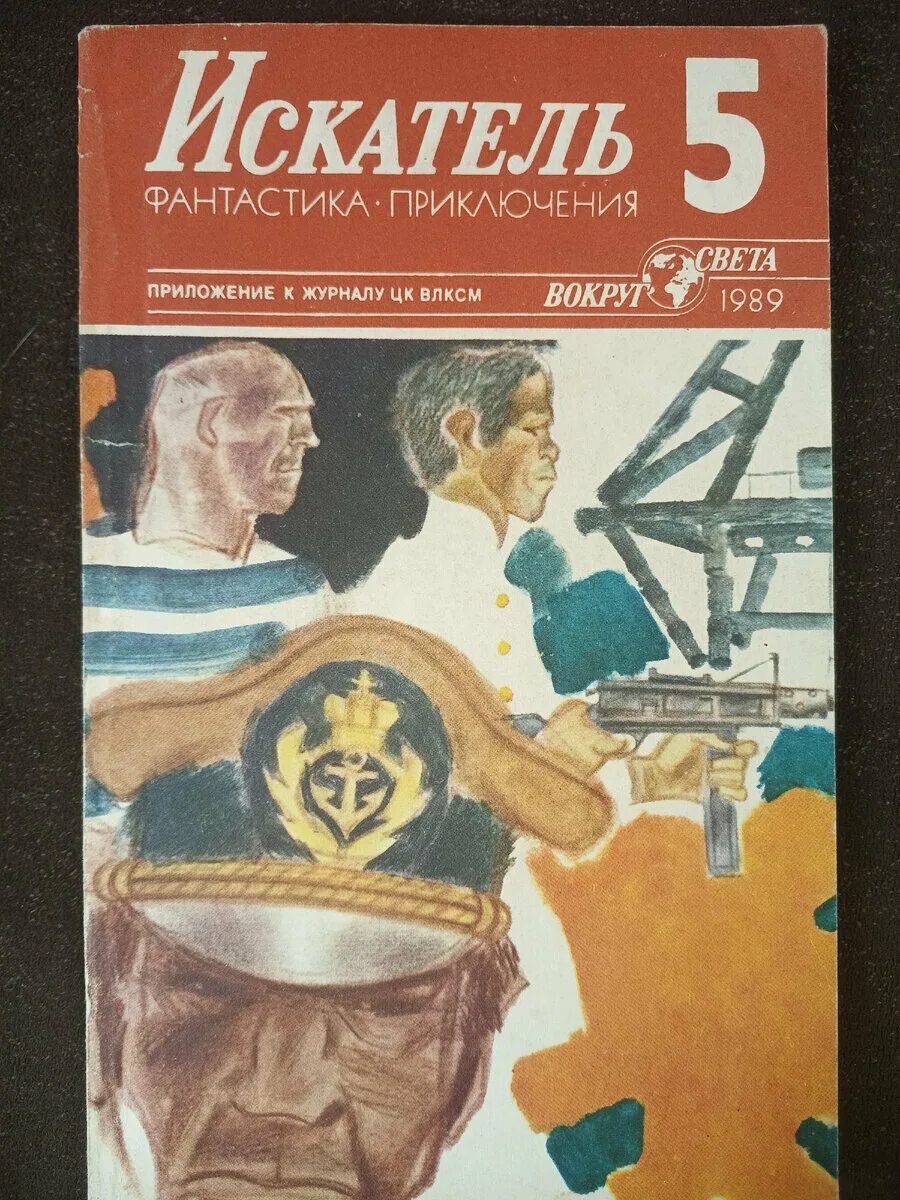 Искатель 5
ФАНТАСТИКА · ПРИКЛЮЧЕНИЯ
ПРИЛОЖЕНИЕ К ЖУРНАЛУ ЦК ВЛКСМ
ВОКРУГ СВЕТА
1989